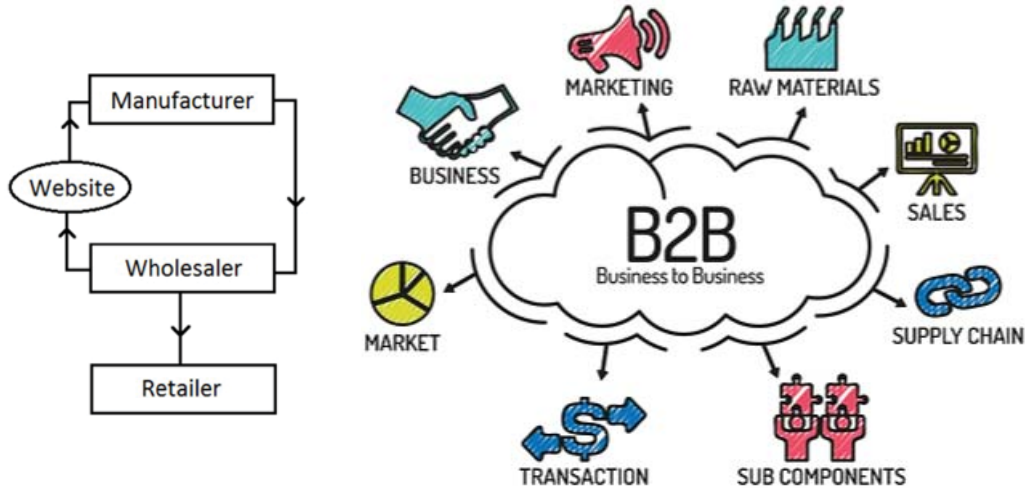 Manufacturer
Website
Wholesaler
Retailer
MARKETING
RAW MATERIALS
BUSINESS
SALES
B2B
Business to Business
MARKET
SUPPLY CHAIN
TRANSACTION
SUB COMPONENTS